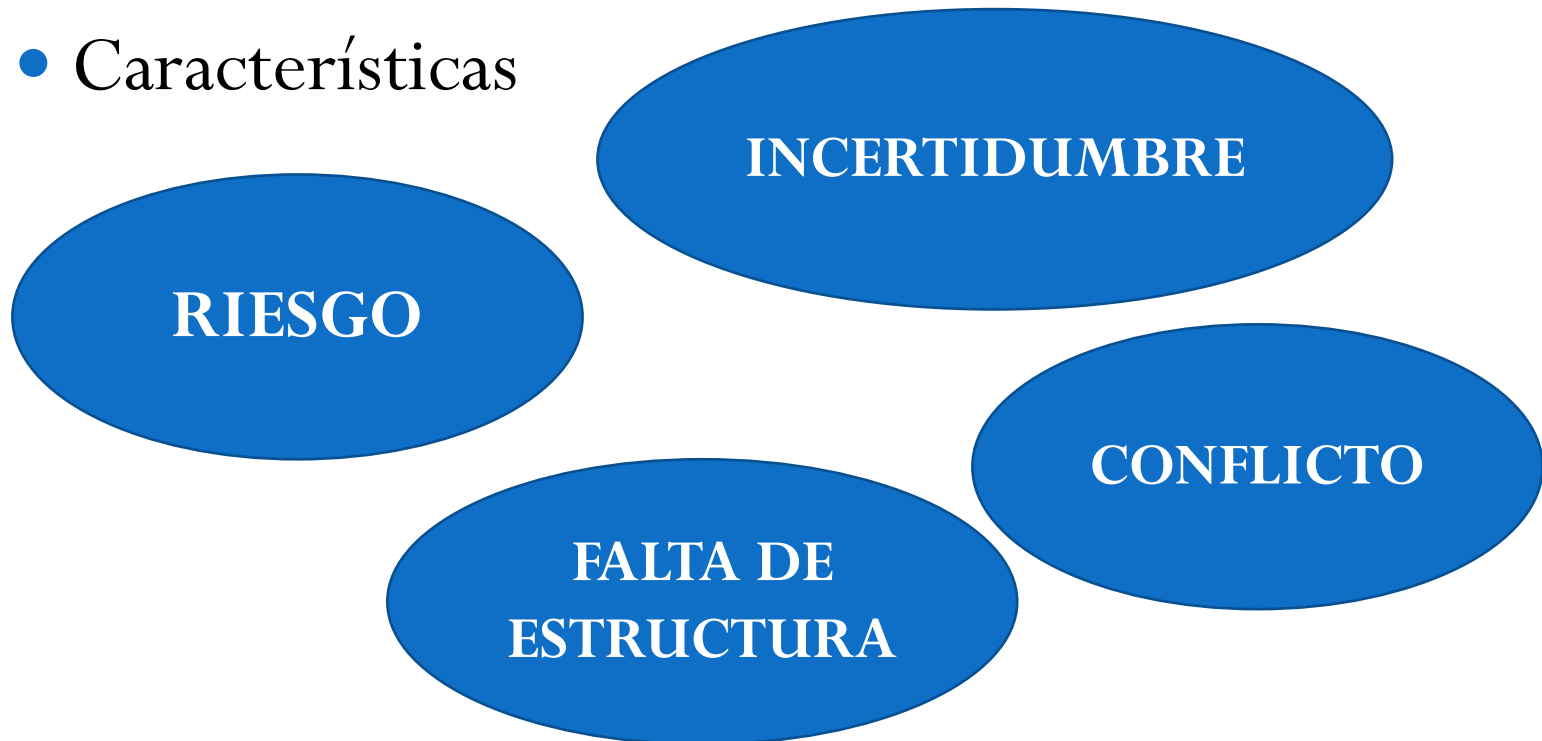 • Características
INCERTIDUMBRE
RIESGO
CONFLICTO
FALTA DE
ESTRUCTURA